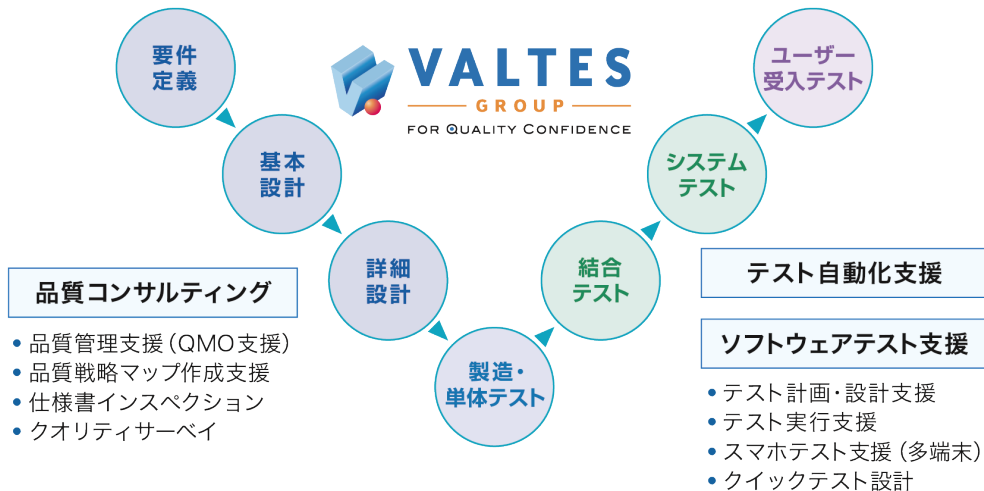 要件
定義
VALTES
GROUP
FOR QUALITY CONFIDENCE
ユーザー
受入テスト
基本
設計
システム
テスト
詳細
設計
結合
テスト
製造・
単体テスト
品質コンサルティング
• 品質管理支援（QMO支援）
• 品質戦略マップ作成支援
• 仕様書インスペクション
• クオリティサーベイ
テスト自動化支援
ソフトウェアテスト支援
• テスト計画・設計支援
• テスト実行支援
• スマホテスト支援（多端末）
• クイックテスト設計